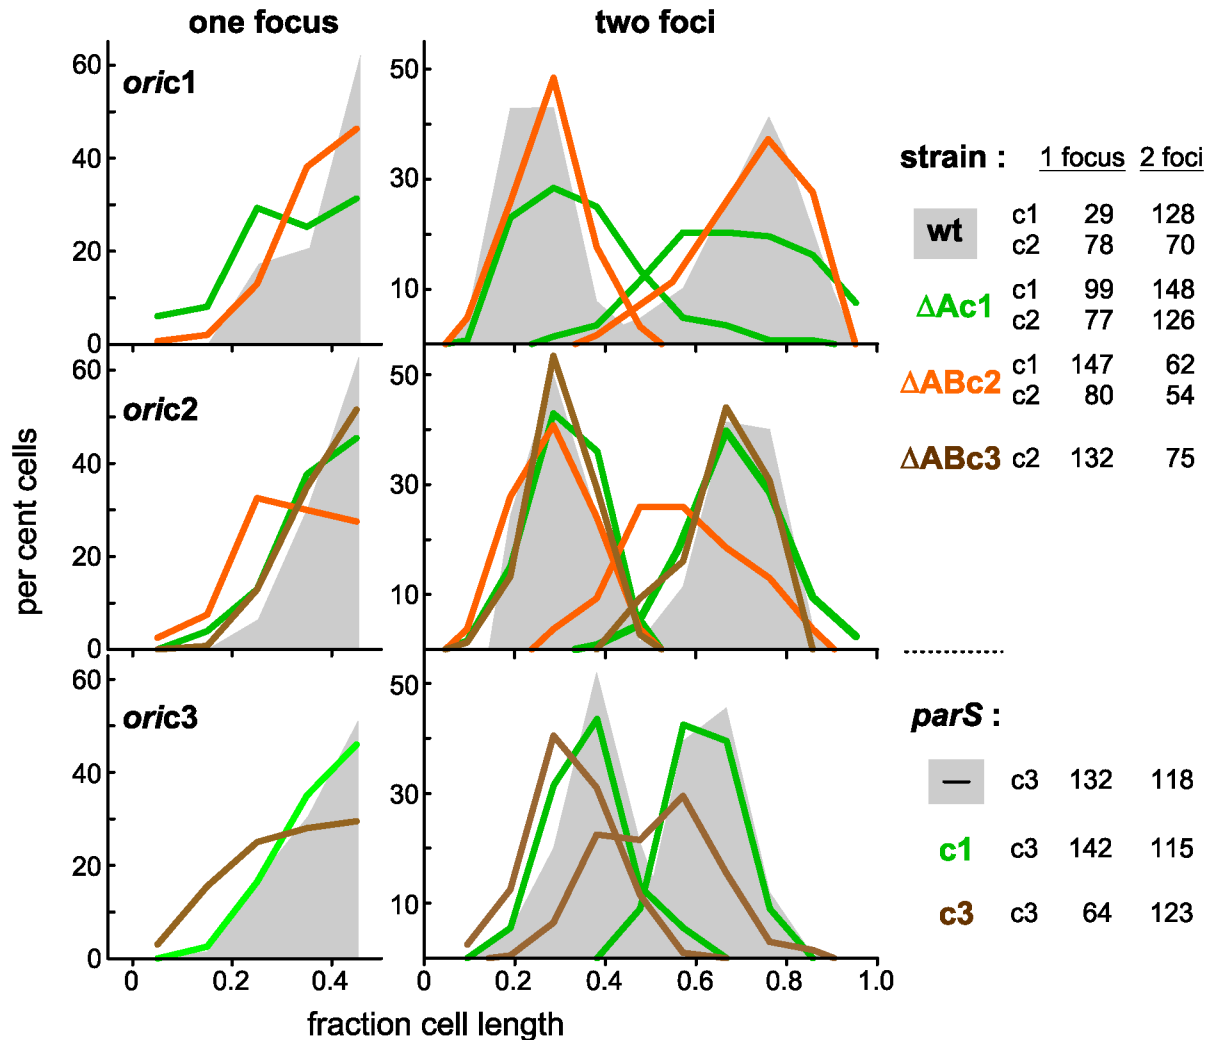 one focus two foci
60
40
20
0
oric1
50
30
10
60
40
20
0
oric2
50
30
10
60
40
20
0
oric3
50
30
10
0 0.2 0.4
0 0.2 0.4 0.6 0.8 1.0
per cent cells
fraction cell length
strain : 1 focus 2 foci
wt c1 29 128
c2 78 70
ΔAc1 c1 99 148
c2 77 126
ΔABc2 c1 147 62
c2 80 54
ΔABc3 c2 132 75
parS :
– c3 132 118
c1 c3 142 115
c3 c3 64 123